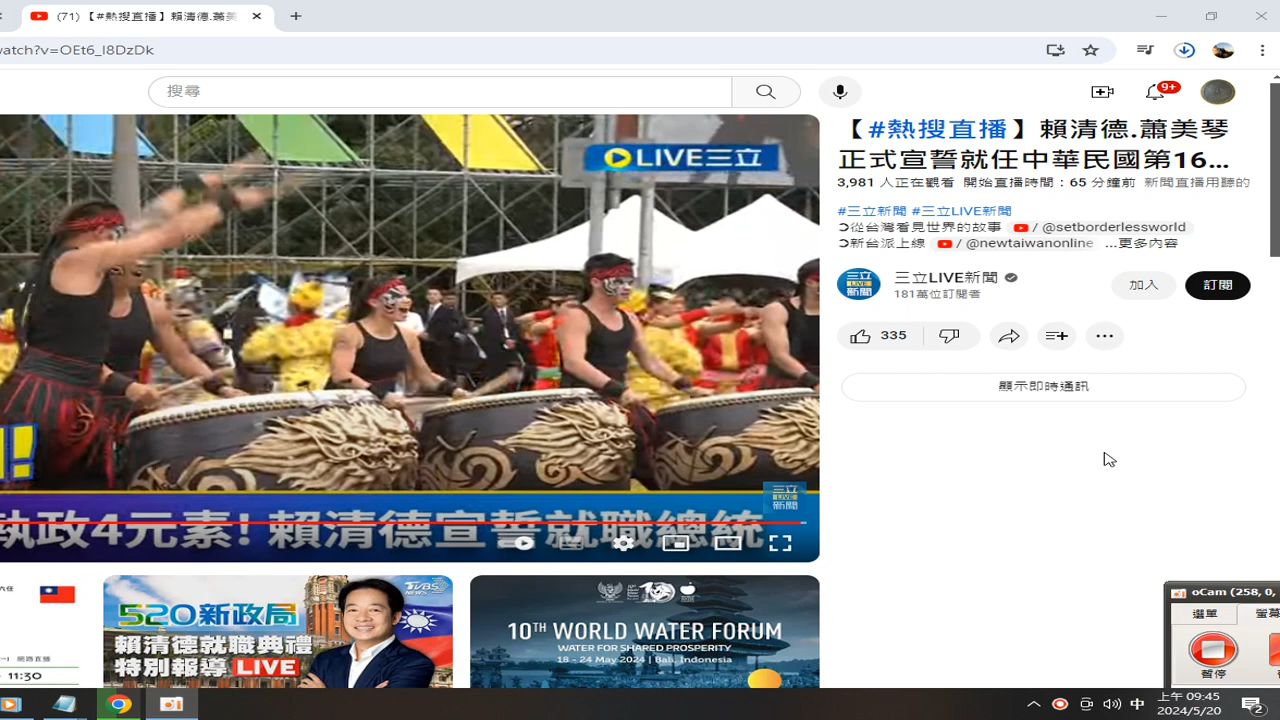 (71)【#熱搜直播】賴清德.蕭美
watch?v=OEt6_I8DzDk
搜尋
9+
LIVE三立
【#熱搜直播】賴清德.蕭美琴
正式宣誓就任中華民國第16...
3,981 人正在觀看 開始直播時間：65 分鐘前 新聞直播用聽的
#三立新聞 #三立LIVE新聞
➲從台灣看見世界的故事 / @setborderlessworld
➲新台派上線 / @newtaiwanonline ...更多內容
三立LIVE新聞
181萬位訂閱者
加入
訂閱
335
顯示即時通訊
三立
LIVE
新聞
執政4元素! 賴清德宣誓就職總統
520新政局
賴清德就職典禮
特別報導 LIVE
TVBS
NEWS
10TH WORLD WATER FORUM
WATER FOR SHARED PROSPERITY
18 - 24 May 2024 | Bali, Indonesia
網路直播
11:30
oCam (258, 0,
選單
螢幕
暫停
中
上午 09:45
2024/5/20
2